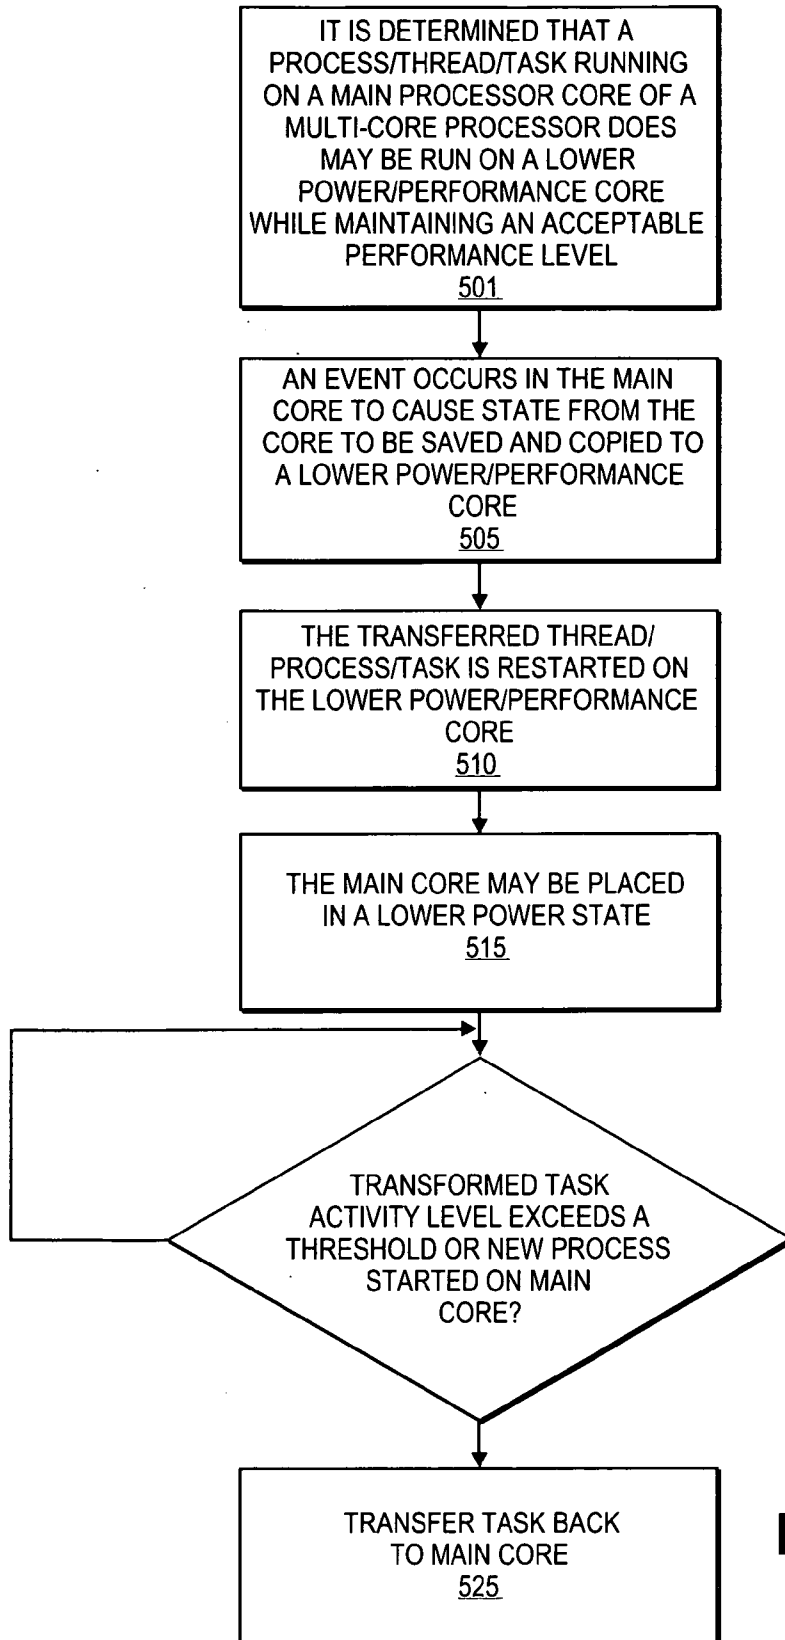 IT IS DETERMINED THAT A
PROCESS/THREAD/TASK RUNNING
ON A MAIN PROCESSOR CORE OF A
MULTI-CORE PROCESSOR DOES
MAY BE RUN ON A LOWER
POWER/PERFORMANCE CORE
WHILE MAINTAINING AN ACCEPTABLE
PERFORMANCE LEVEL
501
AN EVENT OCCURS IN THE MAIN
CORE TO CAUSE STATE FROM THE
CORE TO BE SAVED AND COPIED TO
A LOWER POWER/PERFORMANCE
CORE
505
THE TRANSFERRED THREAD/
PROCESS/TASK IS RESTARTED ON
THE LOWER POWER/PERFORMANCE
CORE
510
THE MAIN CORE MAY BE PLACED
IN A LOWER POWER STATE
515
TRANSFORMED TASK
ACTIVITY LEVEL EXCEEDS A
THRESHOLD OR NEW PROCESS
STARTED ON MAIN
CORE?
TRANSFER TASK BACK
TO MAIN CORE
525